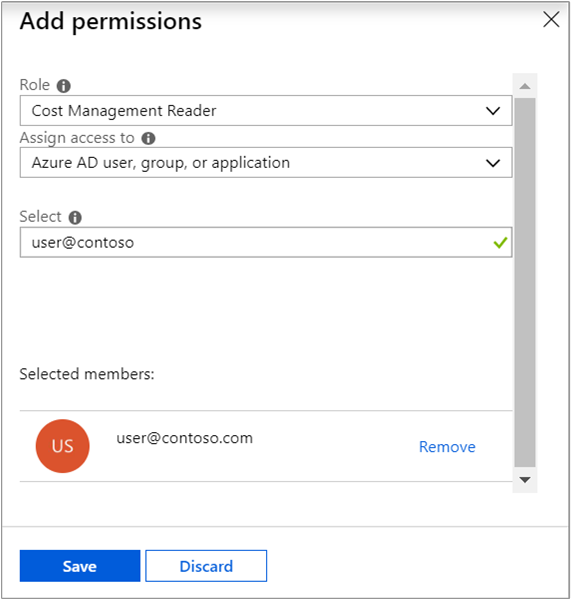 Add permissions
Role
Cost Management Reader
Assign access to
Azure AD user, group, or application
Select
user@contoso
Selected members:
US
user@contoso.com
Remove
Save
Discard